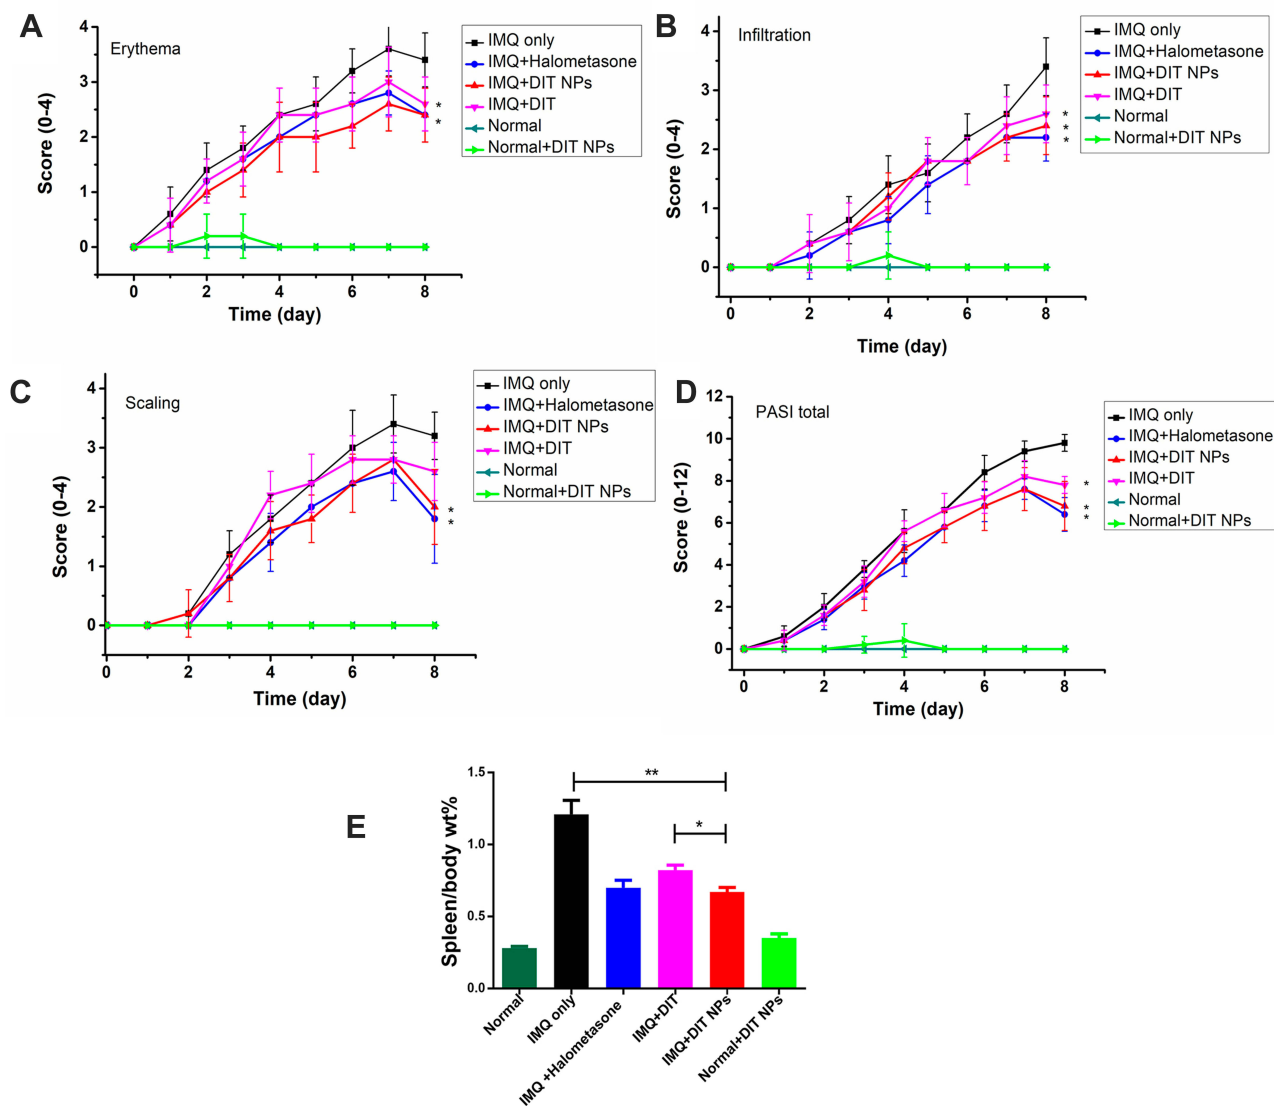 A
Erythema
Score (0–4)
4
3
2
1
0
0 2 4 6 8
Time (day)
IMQ only
IMQ+Halometasone
IMQ+DIT NPs
IMQ+DIT
Normal
Normal+DIT NPs
*
*
B
Infiltration
Score (0–4)
4
3
2
1
0
0 2 4 6 8
Time (day)
IMQ only
IMQ+Halometasone
IMQ+DIT NPs
IMQ+DIT
Normal
Normal+DIT NPs
*
*
*
C
Scaling
Score (0–4)
4
3
2
1
0
0 2 4 6 8
Time (day)
IMQ only
IMQ+Halometasone
IMQ+DIT NPs
IMQ+DIT
Normal
Normal+DIT NPs
*
*
D
PASI total
Score (0–12)
12
10
8
6
4
2
0
0 2 4 6 8
Time (day)
IMQ only
IMQ+Halometasone
IMQ+DIT NPs
IMQ+DIT
Normal
Normal+DIT NPs
*
*
*
E
Spleen/body wt%
1.5
1.0
0.5
0.0
**
*
Normal
IMQ only
IMQ +Halometasone
IMQ+DIT
IMQ+DIT NPs
Normal+DIT NPs